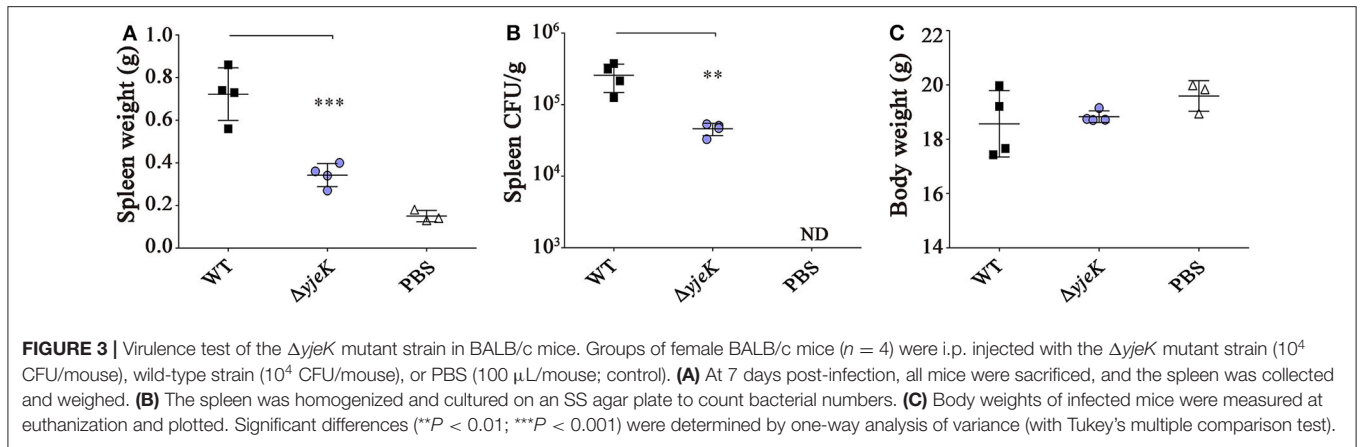 A
Spleen weight (g)
1.0
0.8
0.6
0.4
0.2
0.0
***
WT
ΔyjeK
PBS
B
Spleen CFU/g
10⁶
10⁵
10⁴
10³
**
ND
WT
ΔyjeK
PBS
C
Body weight (g)
22
20
18
16
14
WT
ΔyjeK
PBS
FIGURE 3 | Virulence test of the ΔyjeK mutant strain in BALB/c mice. Groups of female BALB/c mice (n = 4) were i.p. injected with the ΔyjeK mutant strain (10⁴
CFU/mouse), wild-type strain (10⁴ CFU/mouse), or PBS (100 μL/mouse; control). (A) At 7 days post-infection, all mice were sacrificed, and the spleen was collected
and weighed. (B) The spleen was homogenized and cultured on an SS agar plate to count bacterial numbers. (C) Body weights of infected mice were measured at
euthanization and plotted. Significant differences (**P < 0.01; ***P < 0.001) were determined by one-way analysis of variance (with Tukey's multiple comparison test).